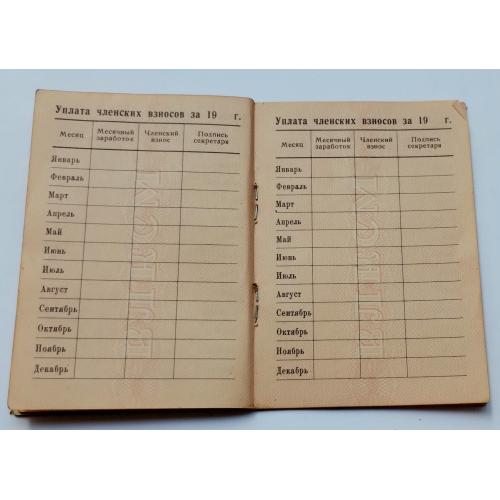 Уплата членских взносов за 19 г.
Месяц Месячный заработок Членский взнос Подпись секретаря
Январь
Февраль
Март
Апрель
Май
Июнь
Июль
Август
Сентябрь
Октябрь
Ноябрь
Декабрь
Уплата членских взносов за 19 г.
Месяц Месячный заработок Членский взнос Подпись секретаря
Январь
Февраль
Март
Апрель
Май
Июнь
Июль
Август
Сентябрь
Октябрь
Ноябрь
Декабрь